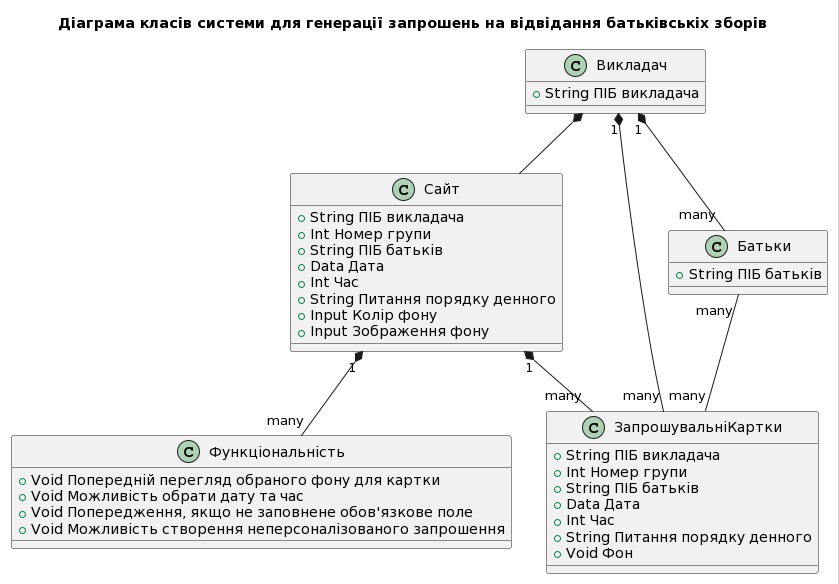 Діаграма класів системи для генерації запрошень на відвідання батьківськіх зборів
C Викладач
String ПІБ викладача
1
1
C Сайт
String ПІБ викладача
Int Номер групи
String ПІБ батьків
Data Дата
Int Час
String Питання порядку денного
Input Колір фону
Input Зображення фону
many
C Батьки
String ПІБ батьків
many
1
1
many
many
many
many
C Функціональність
Void Попередній перегляд обраного фону для картки
Void Можливість обрати дату та час
Void Попередження, якщо не заповнене обов'язкове поле
Void Можливість створення неперсоналізованого запрошення
C ЗапрошувальніКартки
String ПІБ викладача
Int Номер групи
String ПІБ батьків
Data Дата
Int Час
String Питання порядку денного
Void Фон